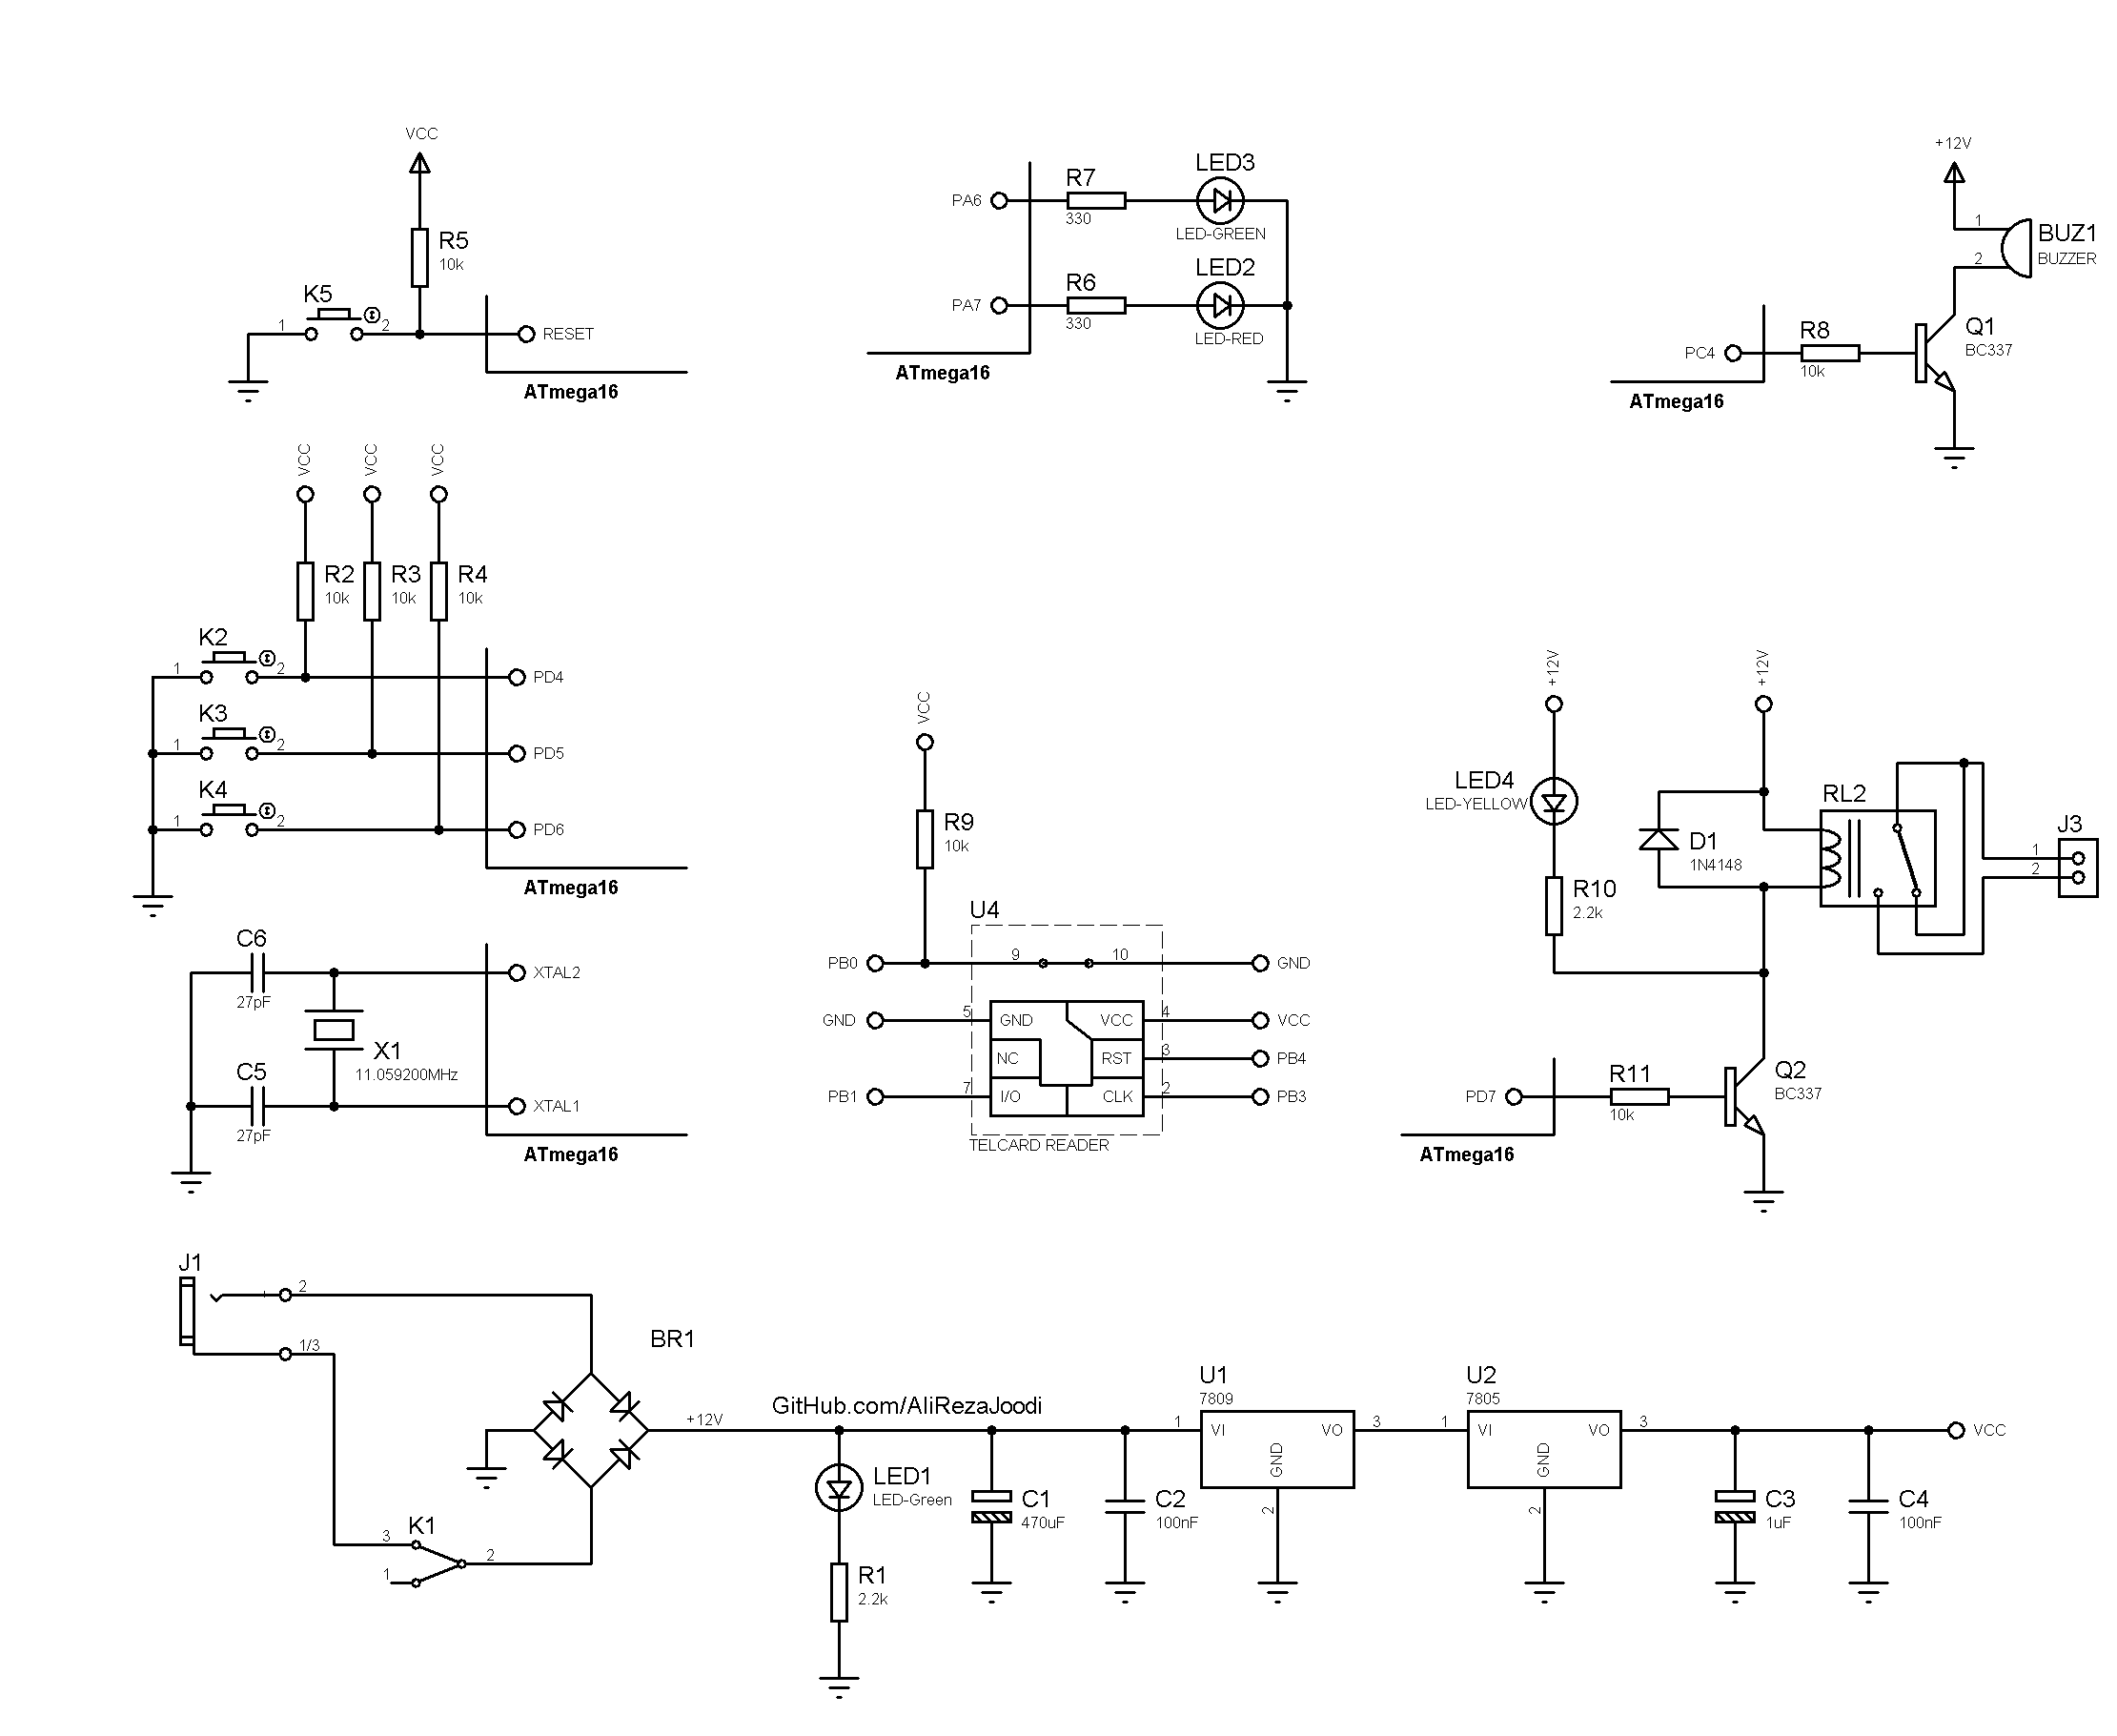 VCC
R5
10k
K5
1
2
RESET
ATmega16
PA6
R7
330
LED3
LED-GREEN
PA7
R6
330
LED2
LED-RED
ATmega16
+12V
1
2
BUZ1
BUZZER
PC4
R8
10k
Q1
BC337
ATmega16
VCC
VCC
VCC
R2
10k
R3
10k
R4
10k
K2
1
2
PD4
K3
1
2
PD5
K4
1
2
PD6
ATmega16
C6
27pF
XTAL2
X1
11.059200MHz
C5
27pF
XTAL1
ATmega16
VCC
R9
10k
U4
PB0
9
10
GND
GND
5
GND
VCC
4
VCC
NC
RST
3
PB4
PB1
7
I/O
CLK
2
PB3
TELCARD READER
+12V
+12V
LED4
LED-YELLOW
R10
2.2k
D1
1N4148
RL2
J3
1
2
PD7
R11
10k
Q2
BC337
ATmega16
J1
2
1/3
BR1
+12V
K1
3
2
1
GitHub.com/AliRezaJoodi
LED1
LED-Green
R1
2.2k
C1
470uF
C2
100nF
U1
7809
1
VI
VO
3
GND
2
U2
7805
1
VI
VO
3
GND
2
C3
1uF
C4
100nF
VCC